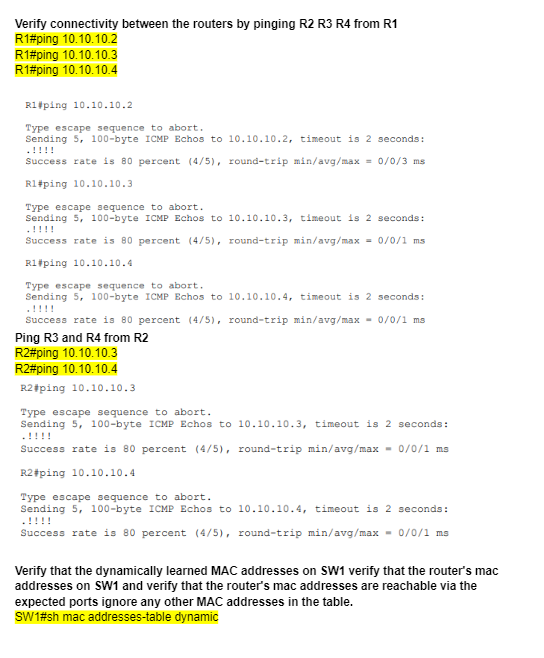 Verify connectivity between the routers by pinging R2 R3 R4 from R1
R1#ping 10.10.10.2
R1#ping 10.10.10.3
R1#ping 10.10.10.4
R1#ping 10.10.10.2
Type escape sequence to abort.
Sending 5, 100-byte ICMP Echos to 10.10.10.2, timeout is 2 seconds:
.!!!!
Success rate is 80 percent (4/5), round-trip min/avg/max = 0/0/3 ms
R1#ping 10.10.10.3
Type escape sequence to abort.
Sending 5, 100-byte ICMP Echos to 10.10.10.3, timeout is 2 seconds:
.!!!!
Success rate is 80 percent (4/5), round-trip min/avg/max = 0/0/1 ms
R1#ping 10.10.10.4
Type escape sequence to abort.
Sending 5, 100-byte ICMP Echos to 10.10.10.4, timeout is 2 seconds:
.!!!!
Success rate is 80 percent (4/5), round-trip min/avg/max = 0/0/1 ms
Ping R3 and R4 from R2
R2#ping 10.10.10.3
R2#ping 10.10.10.4
R2#ping 10.10.10.3
Type escape sequence to abort.
Sending 5, 100-byte ICMP Echos to 10.10.10.3, timeout is 2 seconds:
.!!!!
Success rate is 80 percent (4/5), round-trip min/avg/max = 0/0/1 ms
R2#ping 10.10.10.4
Type escape sequence to abort.
Sending 5, 100-byte ICMP Echos to 10.10.10.4, timeout is 2 seconds:
.!!!!
Success rate is 80 percent (4/5), round-trip min/avg/max = 0/0/1 ms
Verify that the dynamically learned MAC addresses on SW1 verify that the router's mac
addresses on SW1 and verify that the router's mac addresses are reachable via the
expected ports ignore any other MAC addresses in the table.
SW1#sh mac addresses-table dynamic